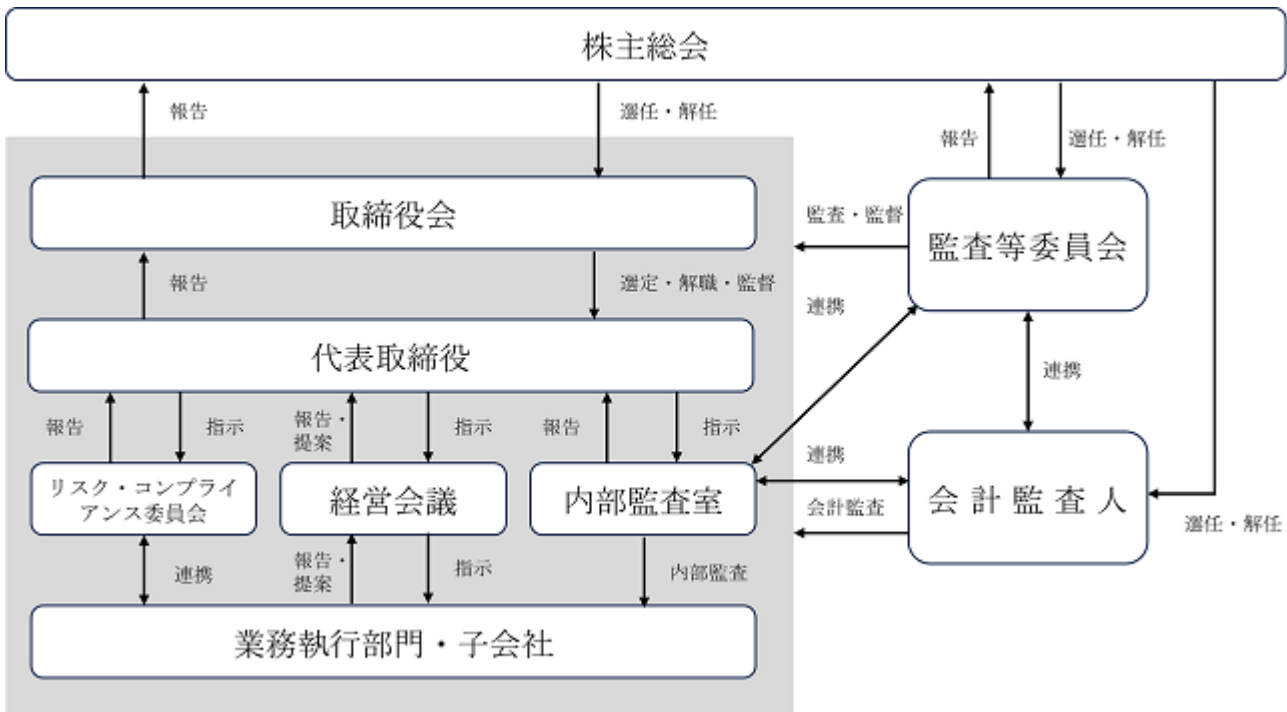 株主総会
報告
選任・解任
報告
選任・解任
取締役会
監査・監督
監査等委員会
報告
選定・解職・監督
連携
代表取締役
連携
報告
指示
報告・
提案
指示
報告
指示
連携
リスク・コンプライ
アンス委員会
経営会議
内部監査室
会計監査
会計監査人
選任・解任
連携
報告・
提案
指示
内部監査
業務執行部門・子会社